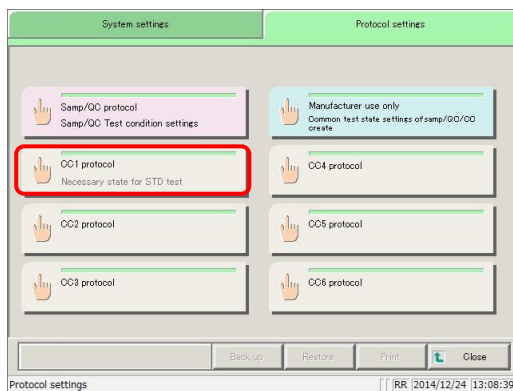 System settings
Protocol settings
Samp/QC protocol
Samp/QC Test condition settings
Manufacturer use only
Common test state settings of samp/QC/CC
create
CC1 protocol
Necessary state for STD test
CC4 protocol
CC2 protocol
CC5 protocol
CC3 protocol
CC6 protocol
Back up
Restore
Print
Close
Protocol settings
RR 2014/12/24 13:08:39